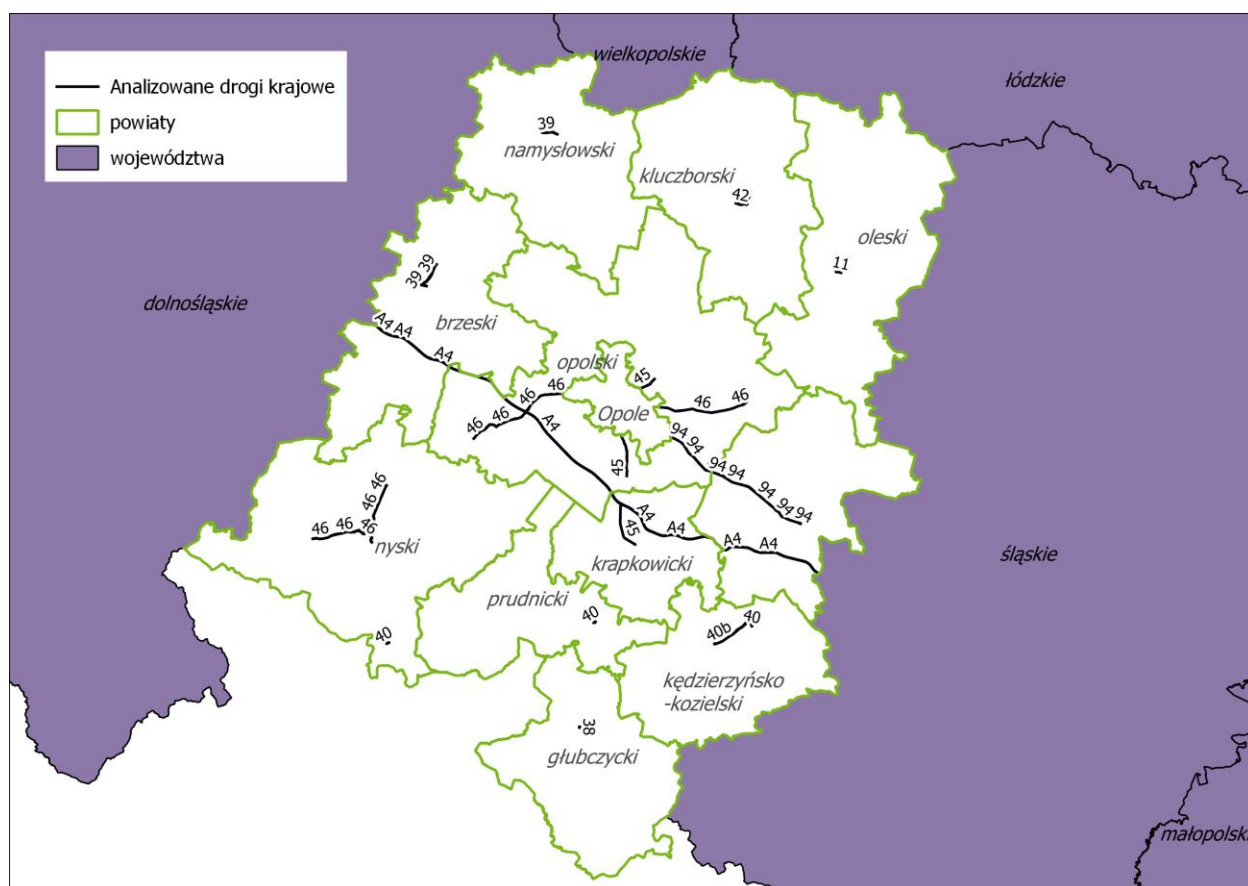 Analizowane drogi krajowe
powiaty
województwa
wielkopolskie
łódzkie
39
namysłowski
kluczborski
42
oleski
11
39
39
dolnośląskie
brzeski
A4
A4
A4
opolski
45
46
46
46
46
46
46
Opole
A4
94
94
45
94
94
94
94
94
46
46
46
46
46
nyski
A4
A4
45
A4
A4
krapkowicki
śląskie
prudnicki
40
40
40b
40
kędzierzyńsko
-kozielski
38
głubczycki
małopolski